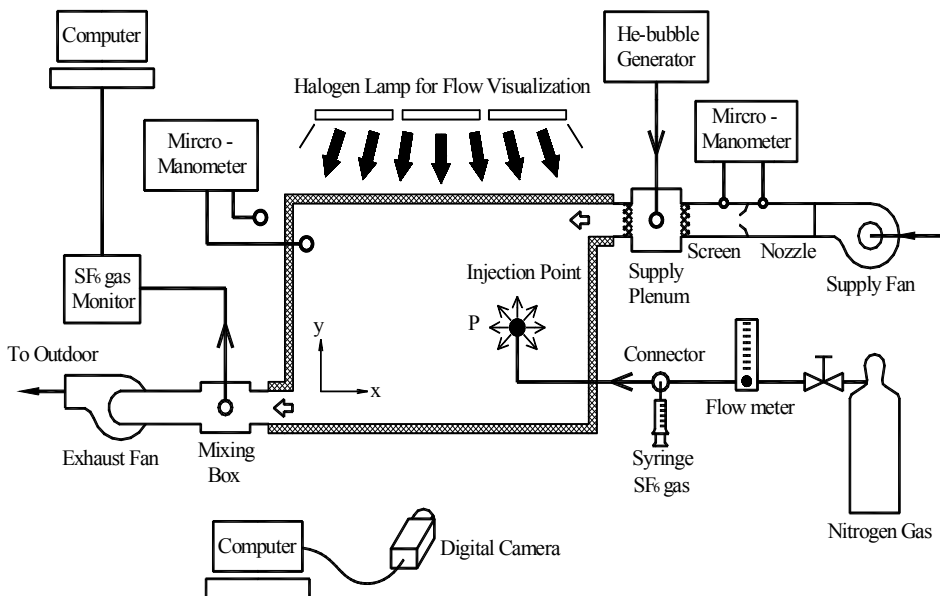 Computer
He-bubble
Generator
Halogen Lamp for Flow Visualization
Mircro -
Manometer
Mircro -
Manometer
SF6 gas
Monitor
Injection Point
P
Supply
Plenum
Screen
Nozzle
Supply Fan
y
x
To Outdoor
Connector
Flow meter
Exhaust Fan
Mixing
Box
Syringe
SF6 gas
Nitrogen Gas
Computer
Digital Camera